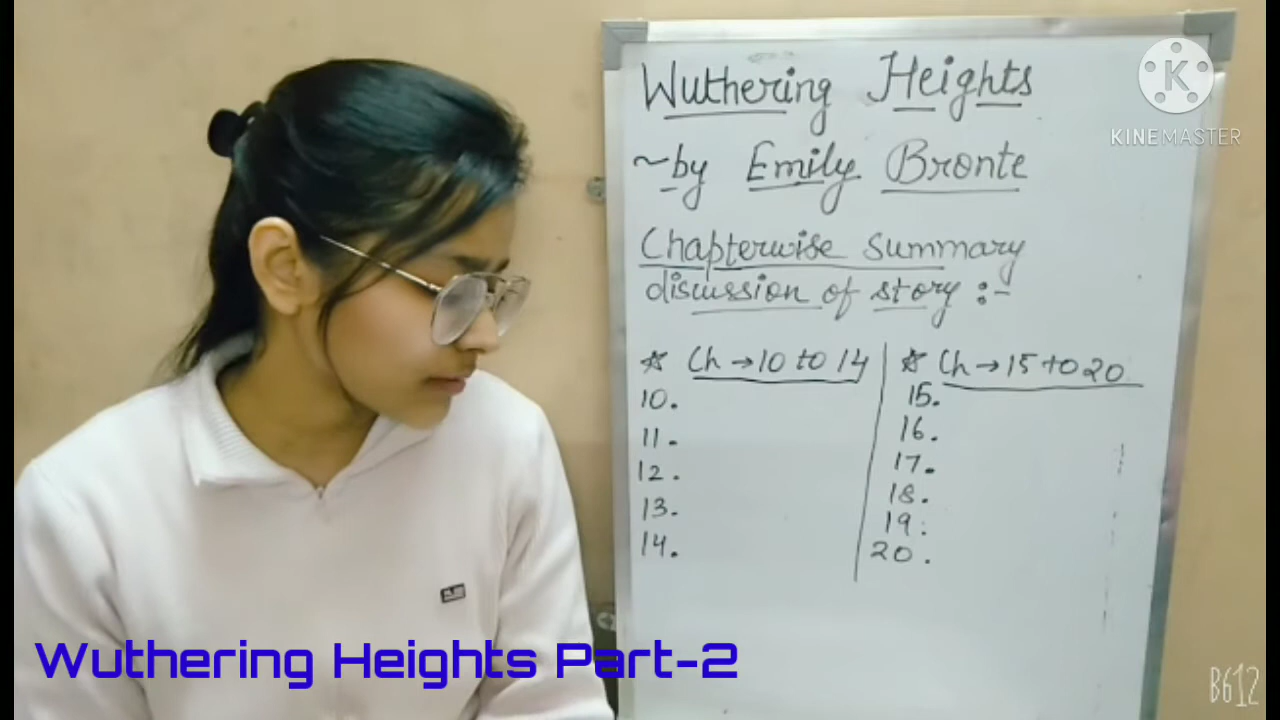 Wuthering Heights
~by Emily Bronte
Chapterwise summary
discussion of story :-
☆ Ch → 10 to 14
10.
11.
12.
13.
14.
☆ Ch → 15 to 20
15.
16.
17.
18.
19.
20.
K
KINEMASTER
Wuthering Heights Part-2
B612